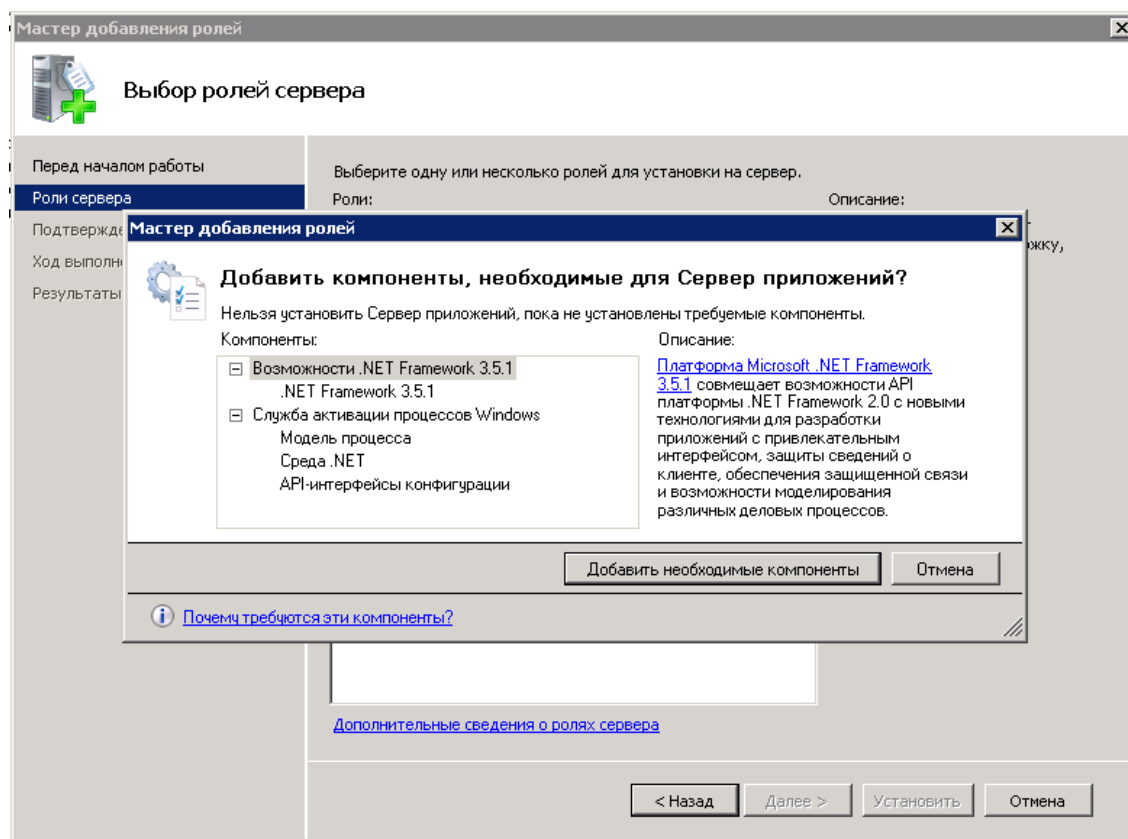 Мастер добавления ролей
Выбор ролей сервера
Перед началом работы
Роли сервера
Результаты
Выберите одну или несколько ролей для установки на сервер.
Роли:
Описание:
Мастер добавления ролей
Добавить компоненты, необходимые для Сервер приложений?
Нельзя установить Сервер приложений, пока не установлены требуемые компоненты.
Компоненты:
Возможности .NET Framework 3.5.1
.NET Framework 3.5.1
Служба активации процессов Windows
Модель процесса
Среда .NET
API-интерфейсы конфигурации
Описание:
Платформа Microsoft .NET Framework
3.5.1 совмещает возможности API
платформы .NET Framework 2.0 с новыми
технологиями для разработки
приложений с привлекательным
интерфейсом, защиты сведений о
клиенте, обеспечения защищенной связи
и возможности моделирования
различных деловых процессов.
Добавить необходимые компоненты
Отмена
Почему требуются эти компоненты?
Дополнительные сведения о ролях сервера
< Назад
Далее >
Установить
Отмена